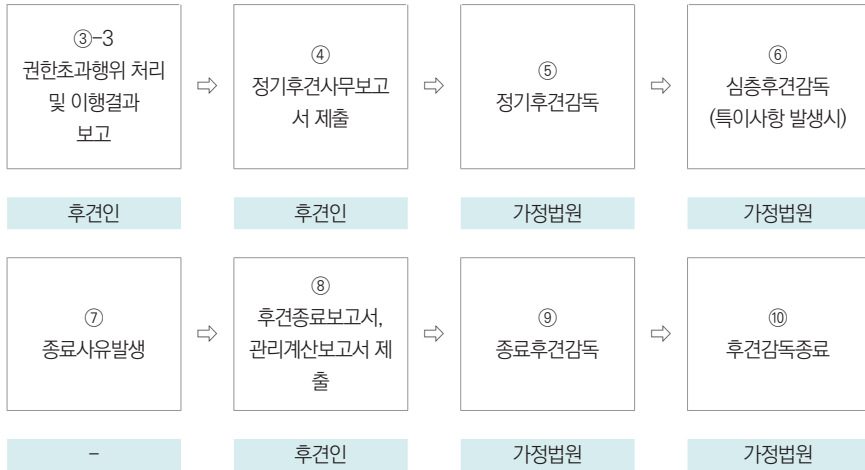 ③-3
권한초과행위 처리
및 이행결과
보고
⇨
④
정기후견사무보고
서 제출
⇨
⑤
정기후견감독
⇨
⑥
심층후견감독
(특이사항 발생시)
후견인
후견인
가정법원
가정법원
⑦
종료사유발생
⇨
⑧
후견종료보고서,
관리계산보고서 제
출
⇨
⑨
종료후견감독
⇨
⑩
후견감독종료
-
후견인
가정법원
가정법원